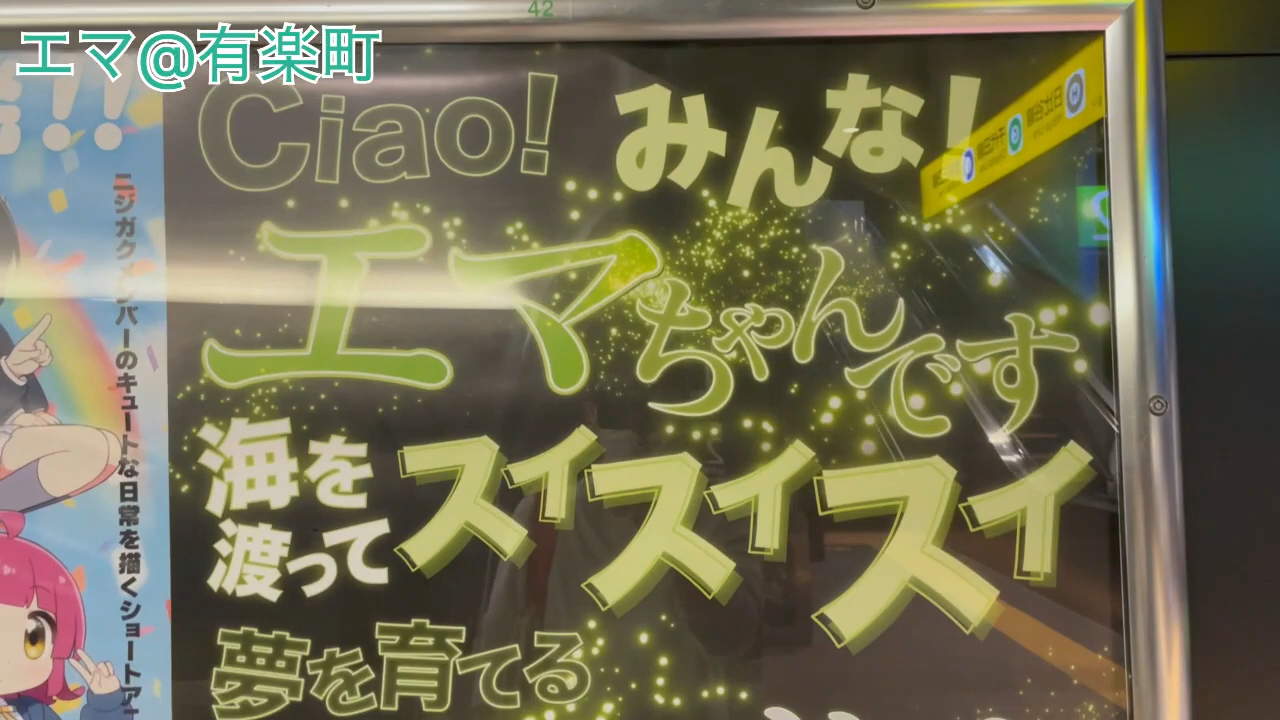 42
エマ@有楽町
!!
Ciao! みんな!
エマちゃんです
海を
渡って
スイスイスイ
夢を育てる
ニジガクメンバーのキュートな日常を描くショートア